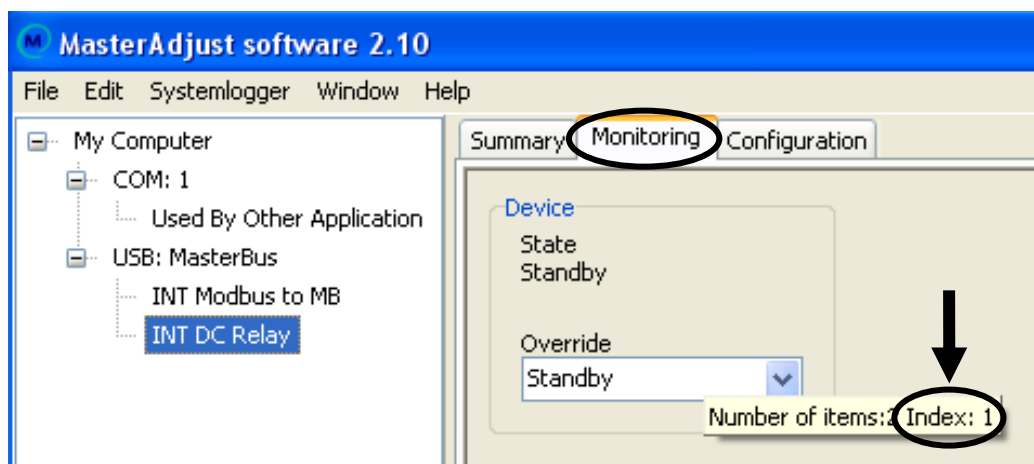 M MasterAdjust software 2.10
File Edit Systemlogger Window Help
My Computer
COM: 1
Used By Other Application
USB: MasterBus
INT Modbus to MB
INT DC Relay
Summary Monitoring Configuration
Device
State
Standby
Override
Standby
Number of items:2 Index: 1